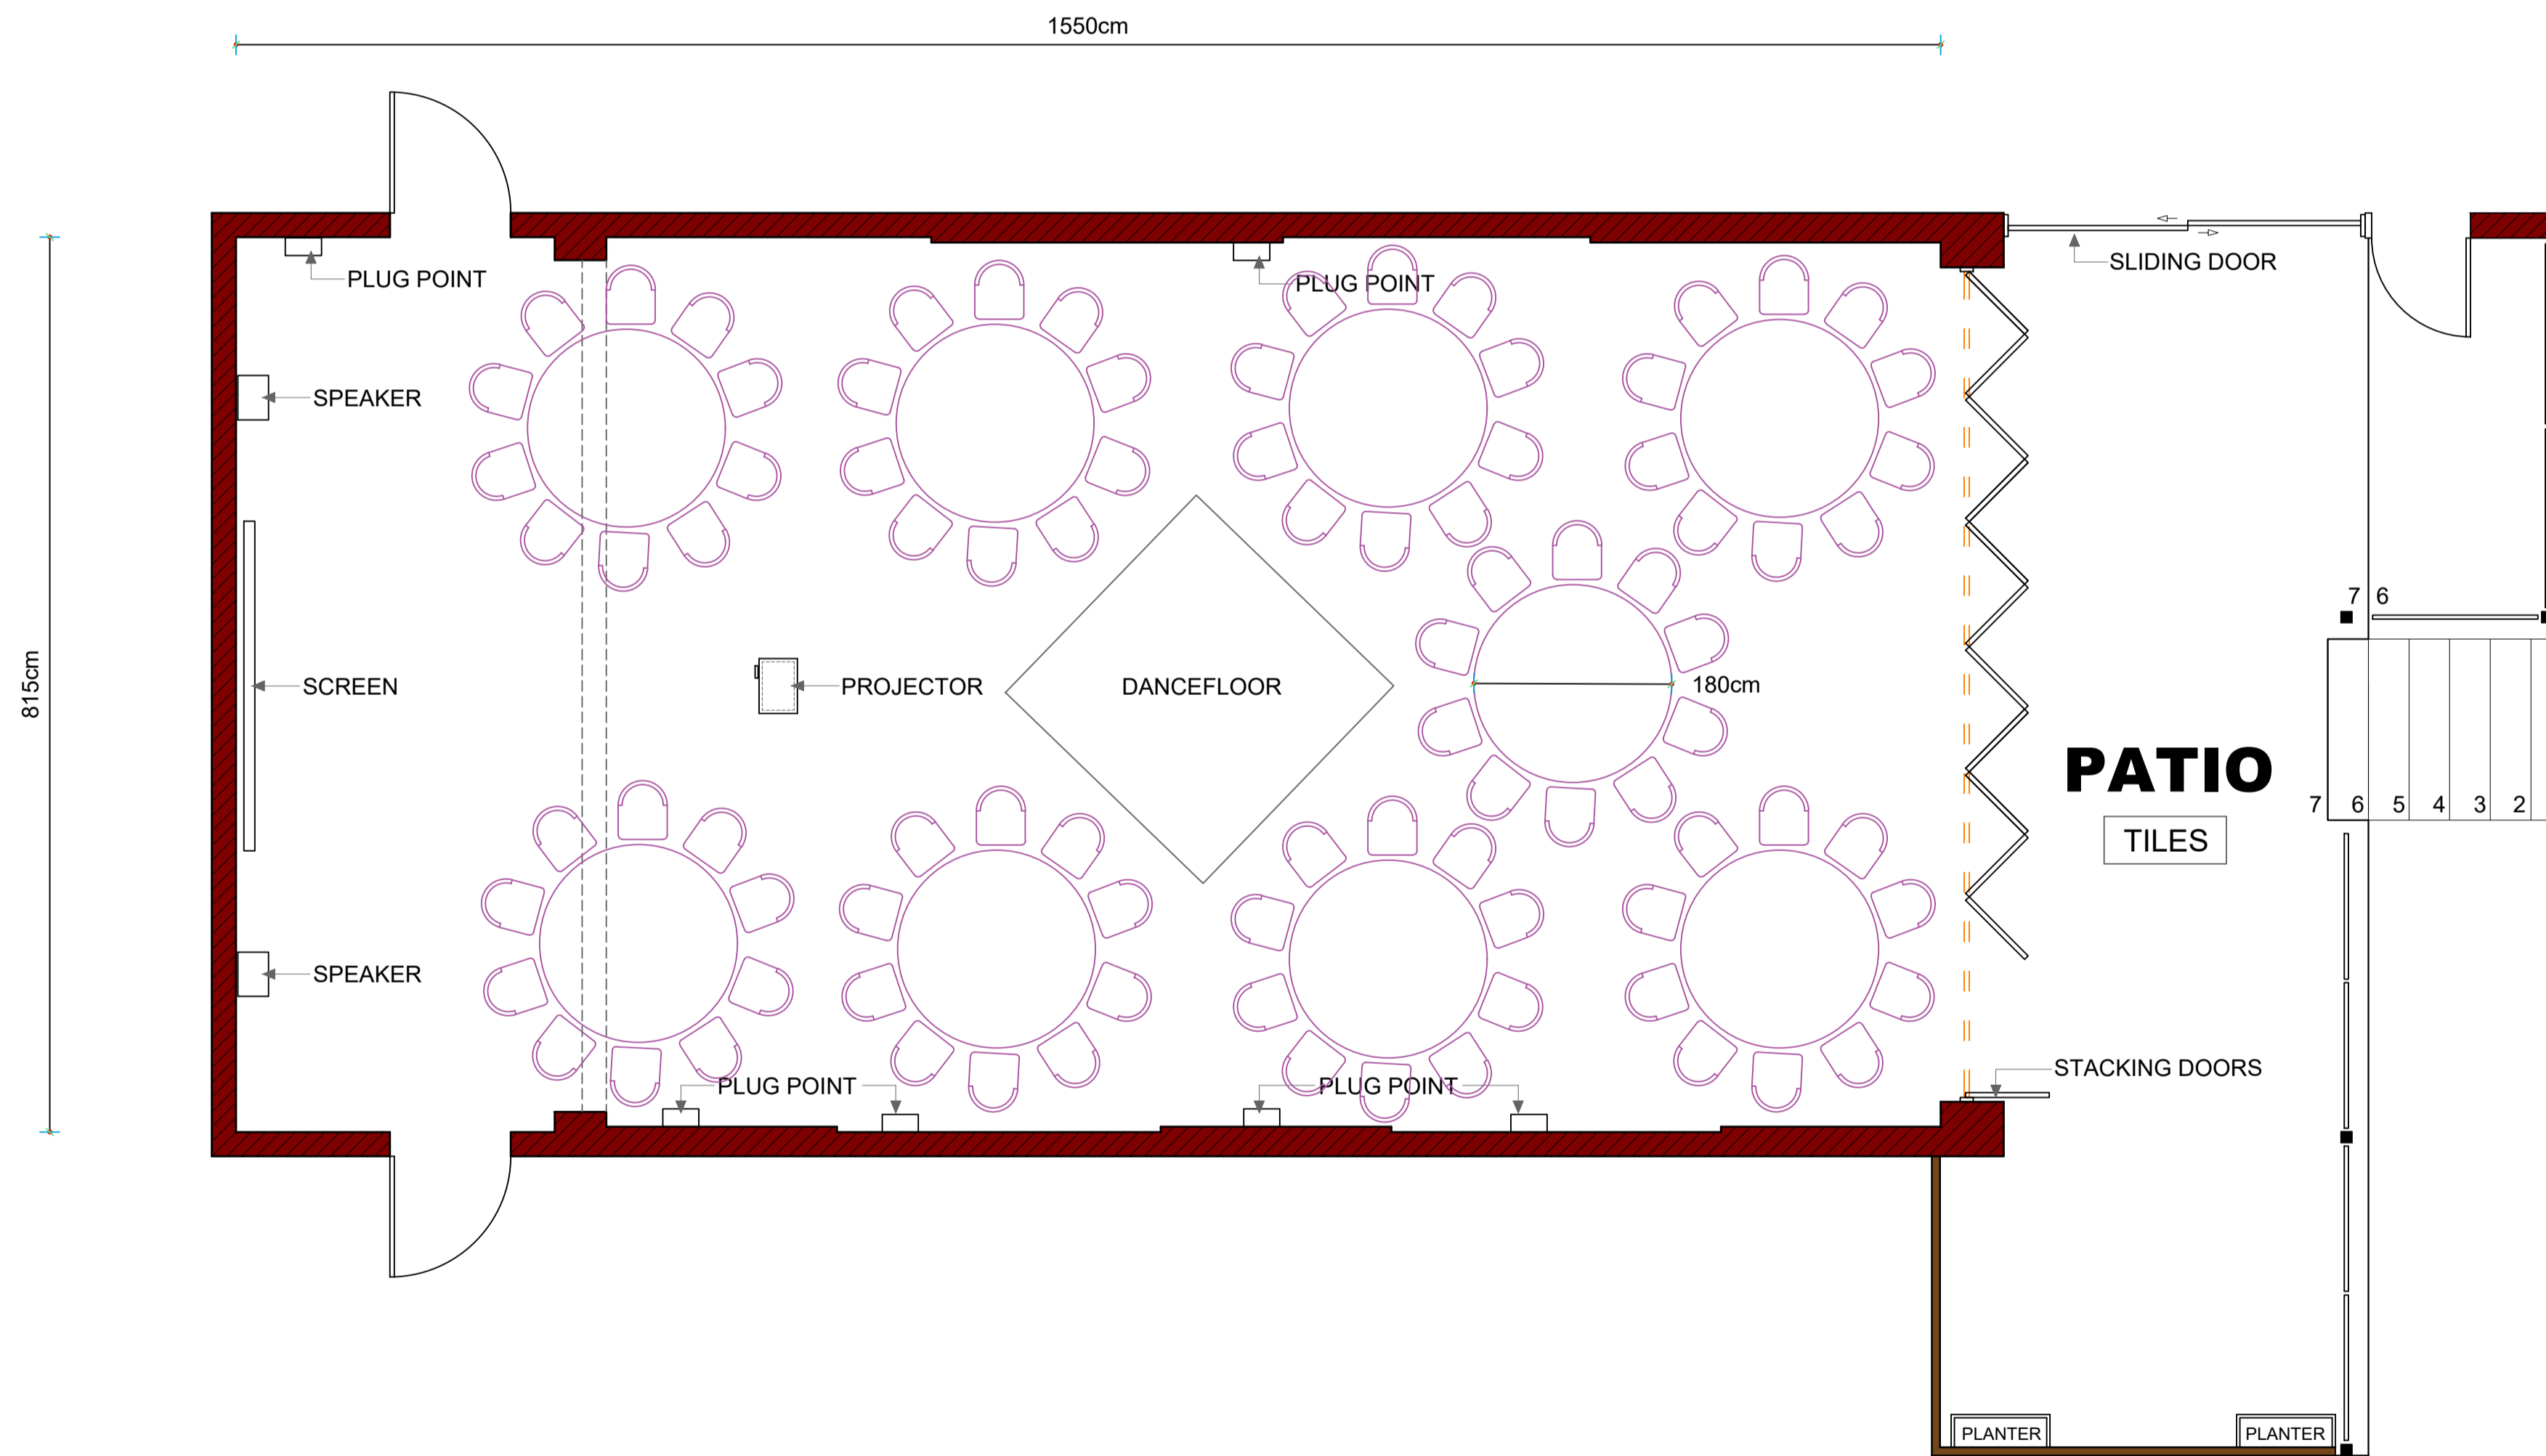 1550cm
SLIDING DOOR
PLUG POINT
PLUG POINT
SPEAKER
7 6
815cm
SCREEN
PROJECTOR
DANCEFLOOR
180cm
PATIO
7 6 5 4 3 2
TILES
SPEAKER
STACKING DOORS
PLUG POINT
PLUG POINT
PLANTER
PLANTER